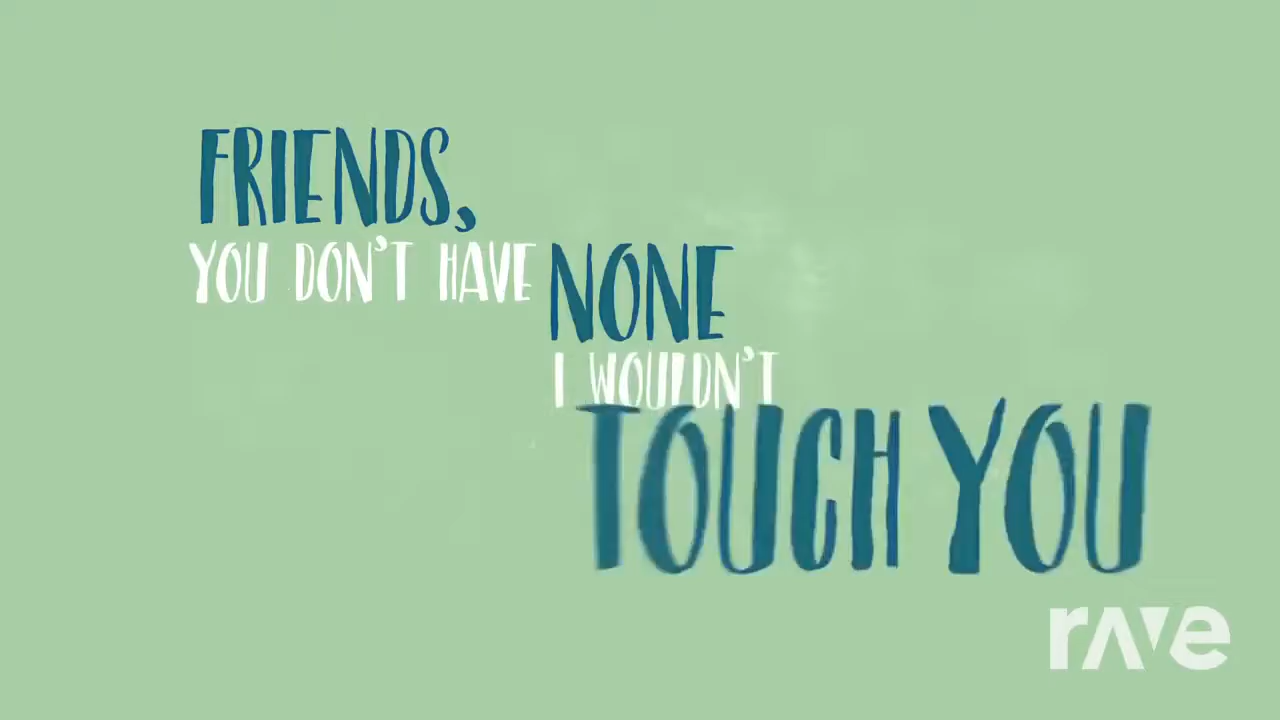 FRIENDS,
YOU DON'T HAVE NONE
I WOULDN'T
TOUCH YOU
rave